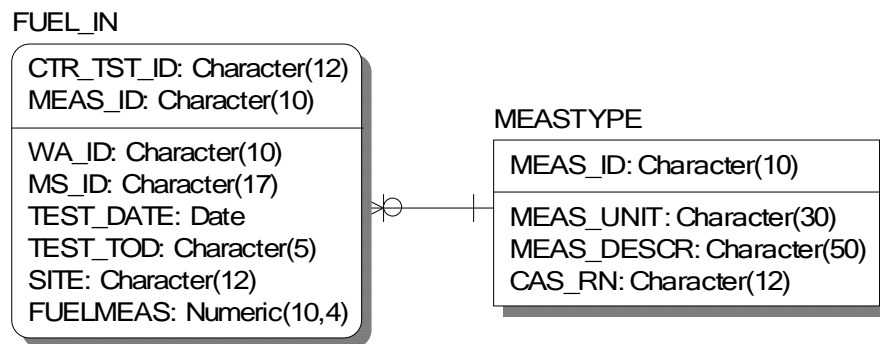 FUEL_IN
CTR_TST_ID: Character(12)
MEAS_ID: Character(10)
WA_ID: Character(10)
MS_ID: Character(17)
TEST_DATE: Date
TEST_TOD: Character(5)
SITE: Character(12)
FUELMEAS: Numeric(10,4)
MEASTYPE
MEAS_ID: Character(10)
MEAS_UNIT: Character(30)
MEAS_DESCR: Character(50)
CAS_RN: Character(12)